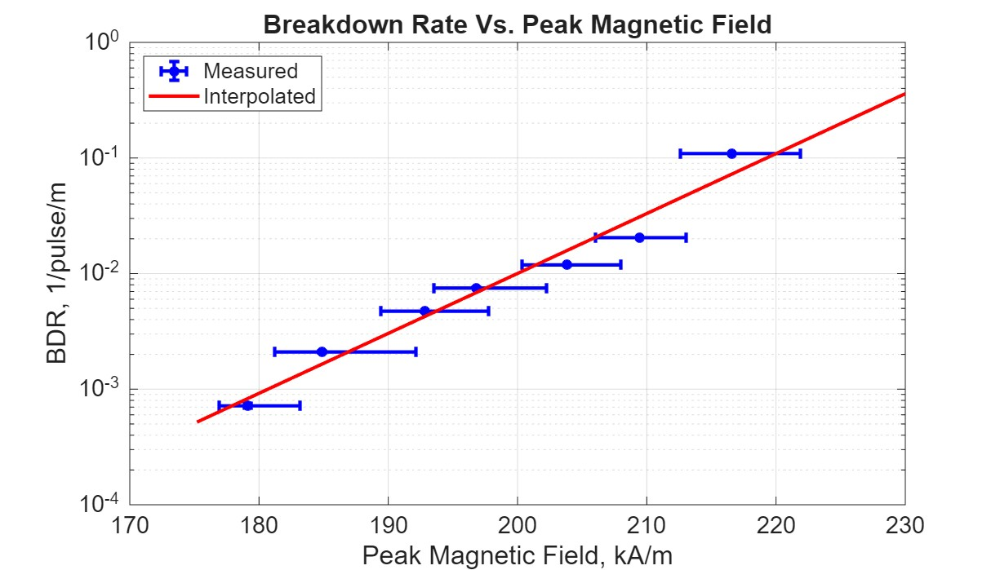 Breakdown Rate Vs. Peak Magnetic Field
Measured
Interpolated
10^0
10^-1
10^-2
10^-3
10^-4
BDR, 1/pulse/m
170 180 190 200 210 220 230
Peak Magnetic Field, kA/m